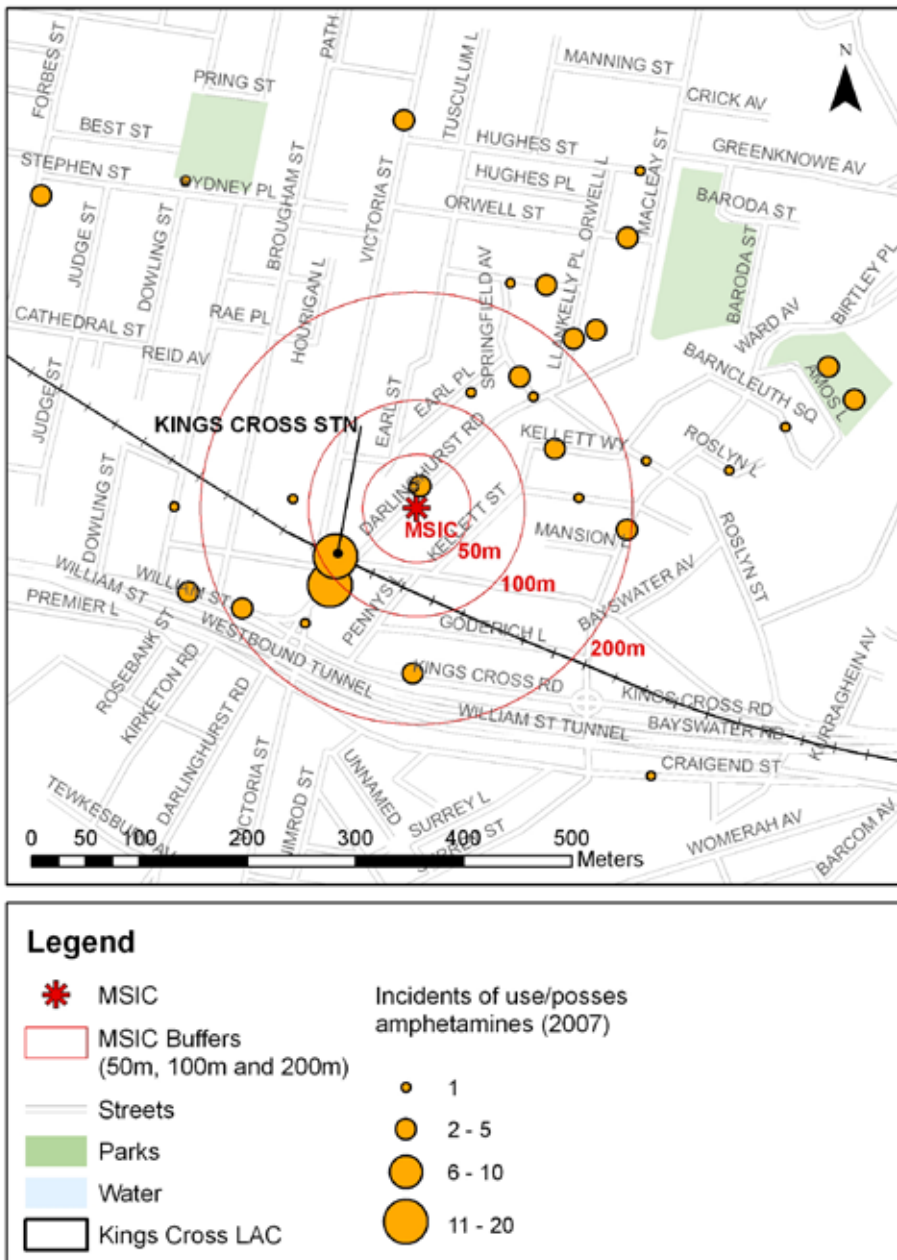 FORBES ST
PRING ST
PATH
TUSCULUM L
MANNING ST
N
CRICK AV
BEST ST
HUGHES ST
GREENKNOWE AV
STEPHEN ST
YDNEY PL
HUGHES PL
ORWELL L
MACLEAY ST
BARODA ST
ORWELL ST
JUDGE ST
DOWLING ST
BROUGHAM ST
VICTORIA ST
BARODA ST
BIRTLEY PL
HOURIGAN L
SPRINGFIELD AV
LLANKELLY PL
WARD AV
RAE PL
CATHEDRAL ST
REID AV
BARNCLEUTH SQ
AMOS L
JUDGE ST
EARL ST
EARL PL
KINGS CROSS STN
DARLINGHURST RD
KELLETT WY
ROSLYN L
DOWLING ST
MSIC
KELLETT ST
MANSION L
50m
ROSLYN ST
100m
WILLIAM ST
WILLIAM ST
PENNYS L
BAYSWATER AV
PREMIER L
GODERICH L
200m
ROSEBANK ST
WESTBOUND TUNNEL
KINGS CROSS RD
KINGS CROSS RD
KIRKETON RD
WILLIAM ST TUNNEL
BAYSWATER RD
DARLINGHURST RD
CRAIGEND ST
VICTORIA ST
NIMROD ST
UNNAMED
SURREY L
WOMERAH AV
BARCOM AV
0 50 100 200 300 400 500
Meters
Legend
MSIC
MSIC Buffers
(50m, 100m and 200m)
Streets
Parks
Water
Kings Cross LAC
Incidents of use/posses
amphetamines (2007)
1
2 - 5
6 - 10
11 - 20